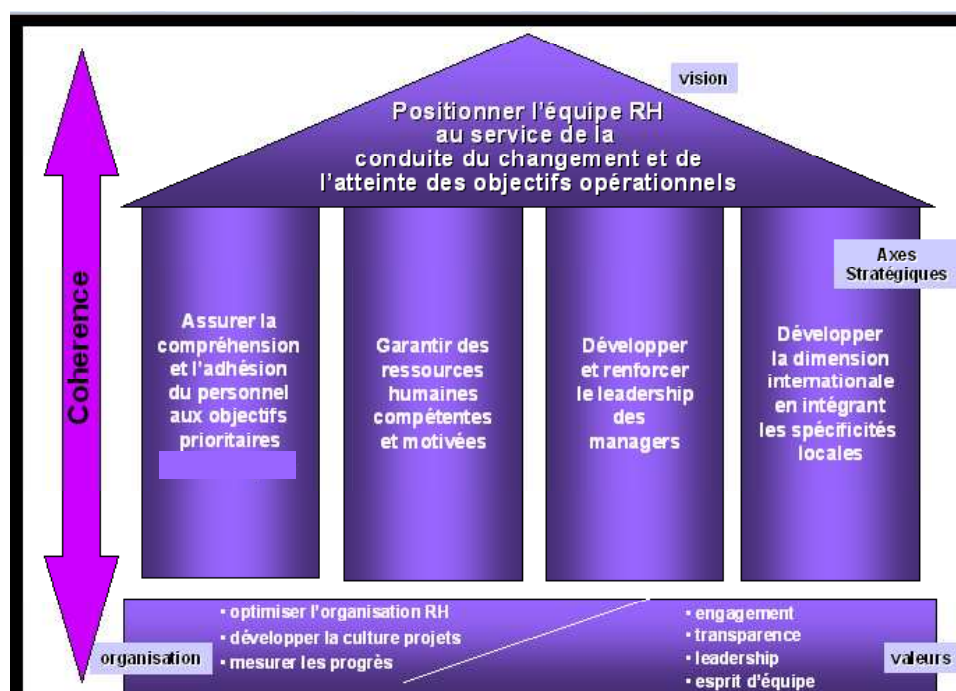 vision
Positionner l'équipe RH
au service de la
conduite du changement et de
l'atteinte des objectifs opérationnels
Axes
Stratégiques
Coherence
Assurer la
compréhension
et l'adhésion
du personnel
aux objectifs
prioritaires
Garantir des
ressources
humaines
compétentes
et motivées
Développer
et renforcer
le leadership
des
managers
Développer
la dimension
internationale
en intégrant
les spécificités
locales
organisation
• optimiser l'organisation RH
• développer la culture projets
• mesurer les progrès
• engagement
• transparence
• leadership
• esprit d'équipe
valeurs